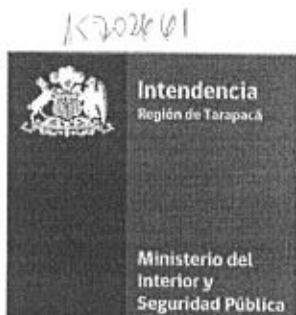 Intendencia
Región de Tarapacá
Ministerio del
Interior y
Seguridad Pública